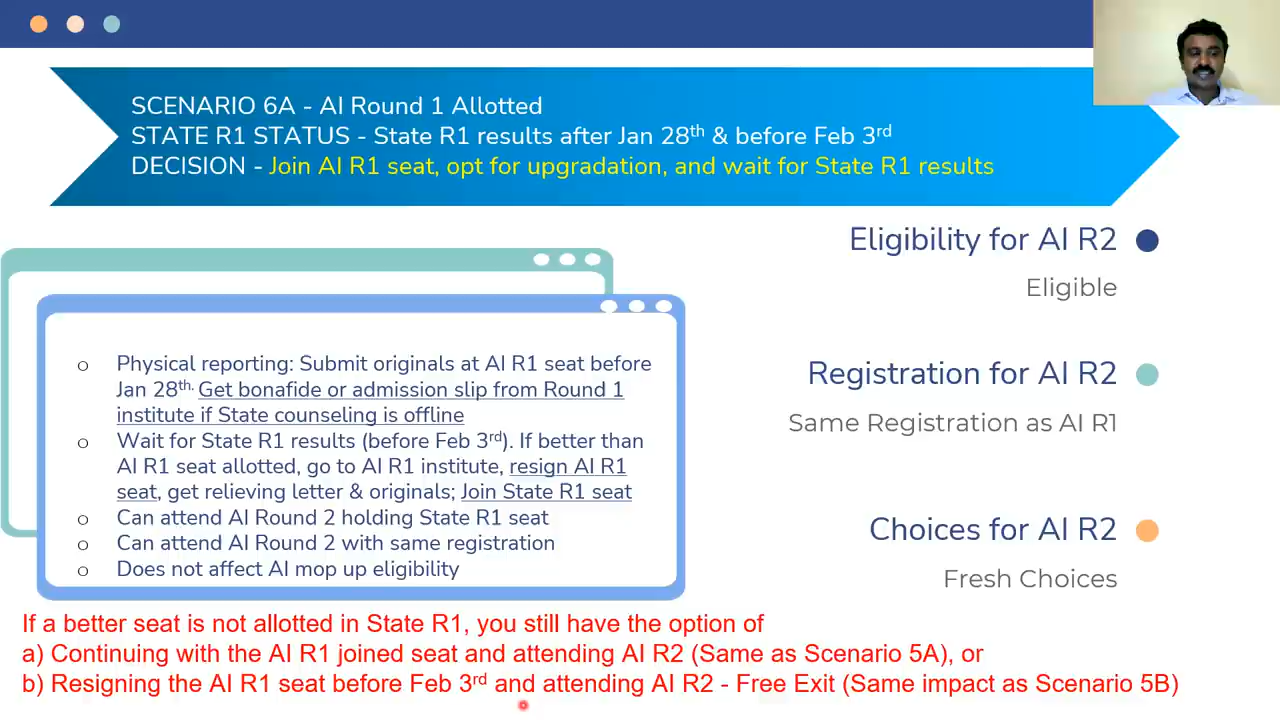 SCENARIO 6A - AI Round 1 Allotted
STATE R1 STATUS - State R1 results after Jan 28th & before Feb 3rd
DECISION - Join AI R1 seat, opt for upgradation, and wait for State R1 results
Eligibility for AI R2
Eligible
Registration for AI R2
Same Registration as AI R1
Choices for AI R2
Fresh Choices
o Physical reporting: Submit originals at AI R1 seat before
Jan 28th. Get bonafide or admission slip from Round 1
institute if State counseling is offline
o Wait for State R1 results (before Feb 3rd). If better than
AI R1 seat allotted, go to AI R1 institute, resign AI R1
seat, get relieving letter & originals; Join State R1 seat
o Can attend AI Round 2 holding State R1 seat
o Can attend AI Round 2 with same registration
o Does not affect AI mop up eligibility
If a better seat is not allotted in State R1, you still have the option of
a) Continuing with the AI R1 joined seat and attending AI R2 (Same as Scenario 5A), or
b) Resigning the AI R1 seat before Feb 3rd and attending AI R2 - Free Exit (Same impact as Scenario 5B)